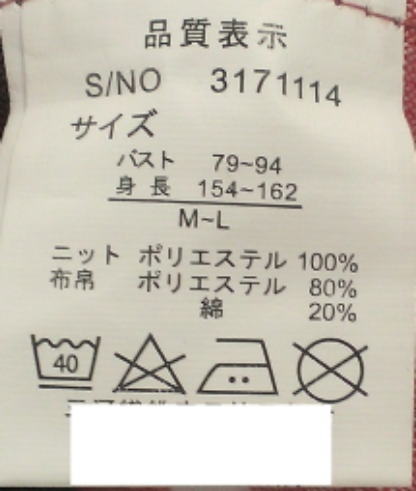 品質表示
S/NO 3171114
サイズ
バスト 79~94
身長 154~162
M~L
ニット ポリエステル 100%
布帛 ポリエステル 80%
綿 20%
40